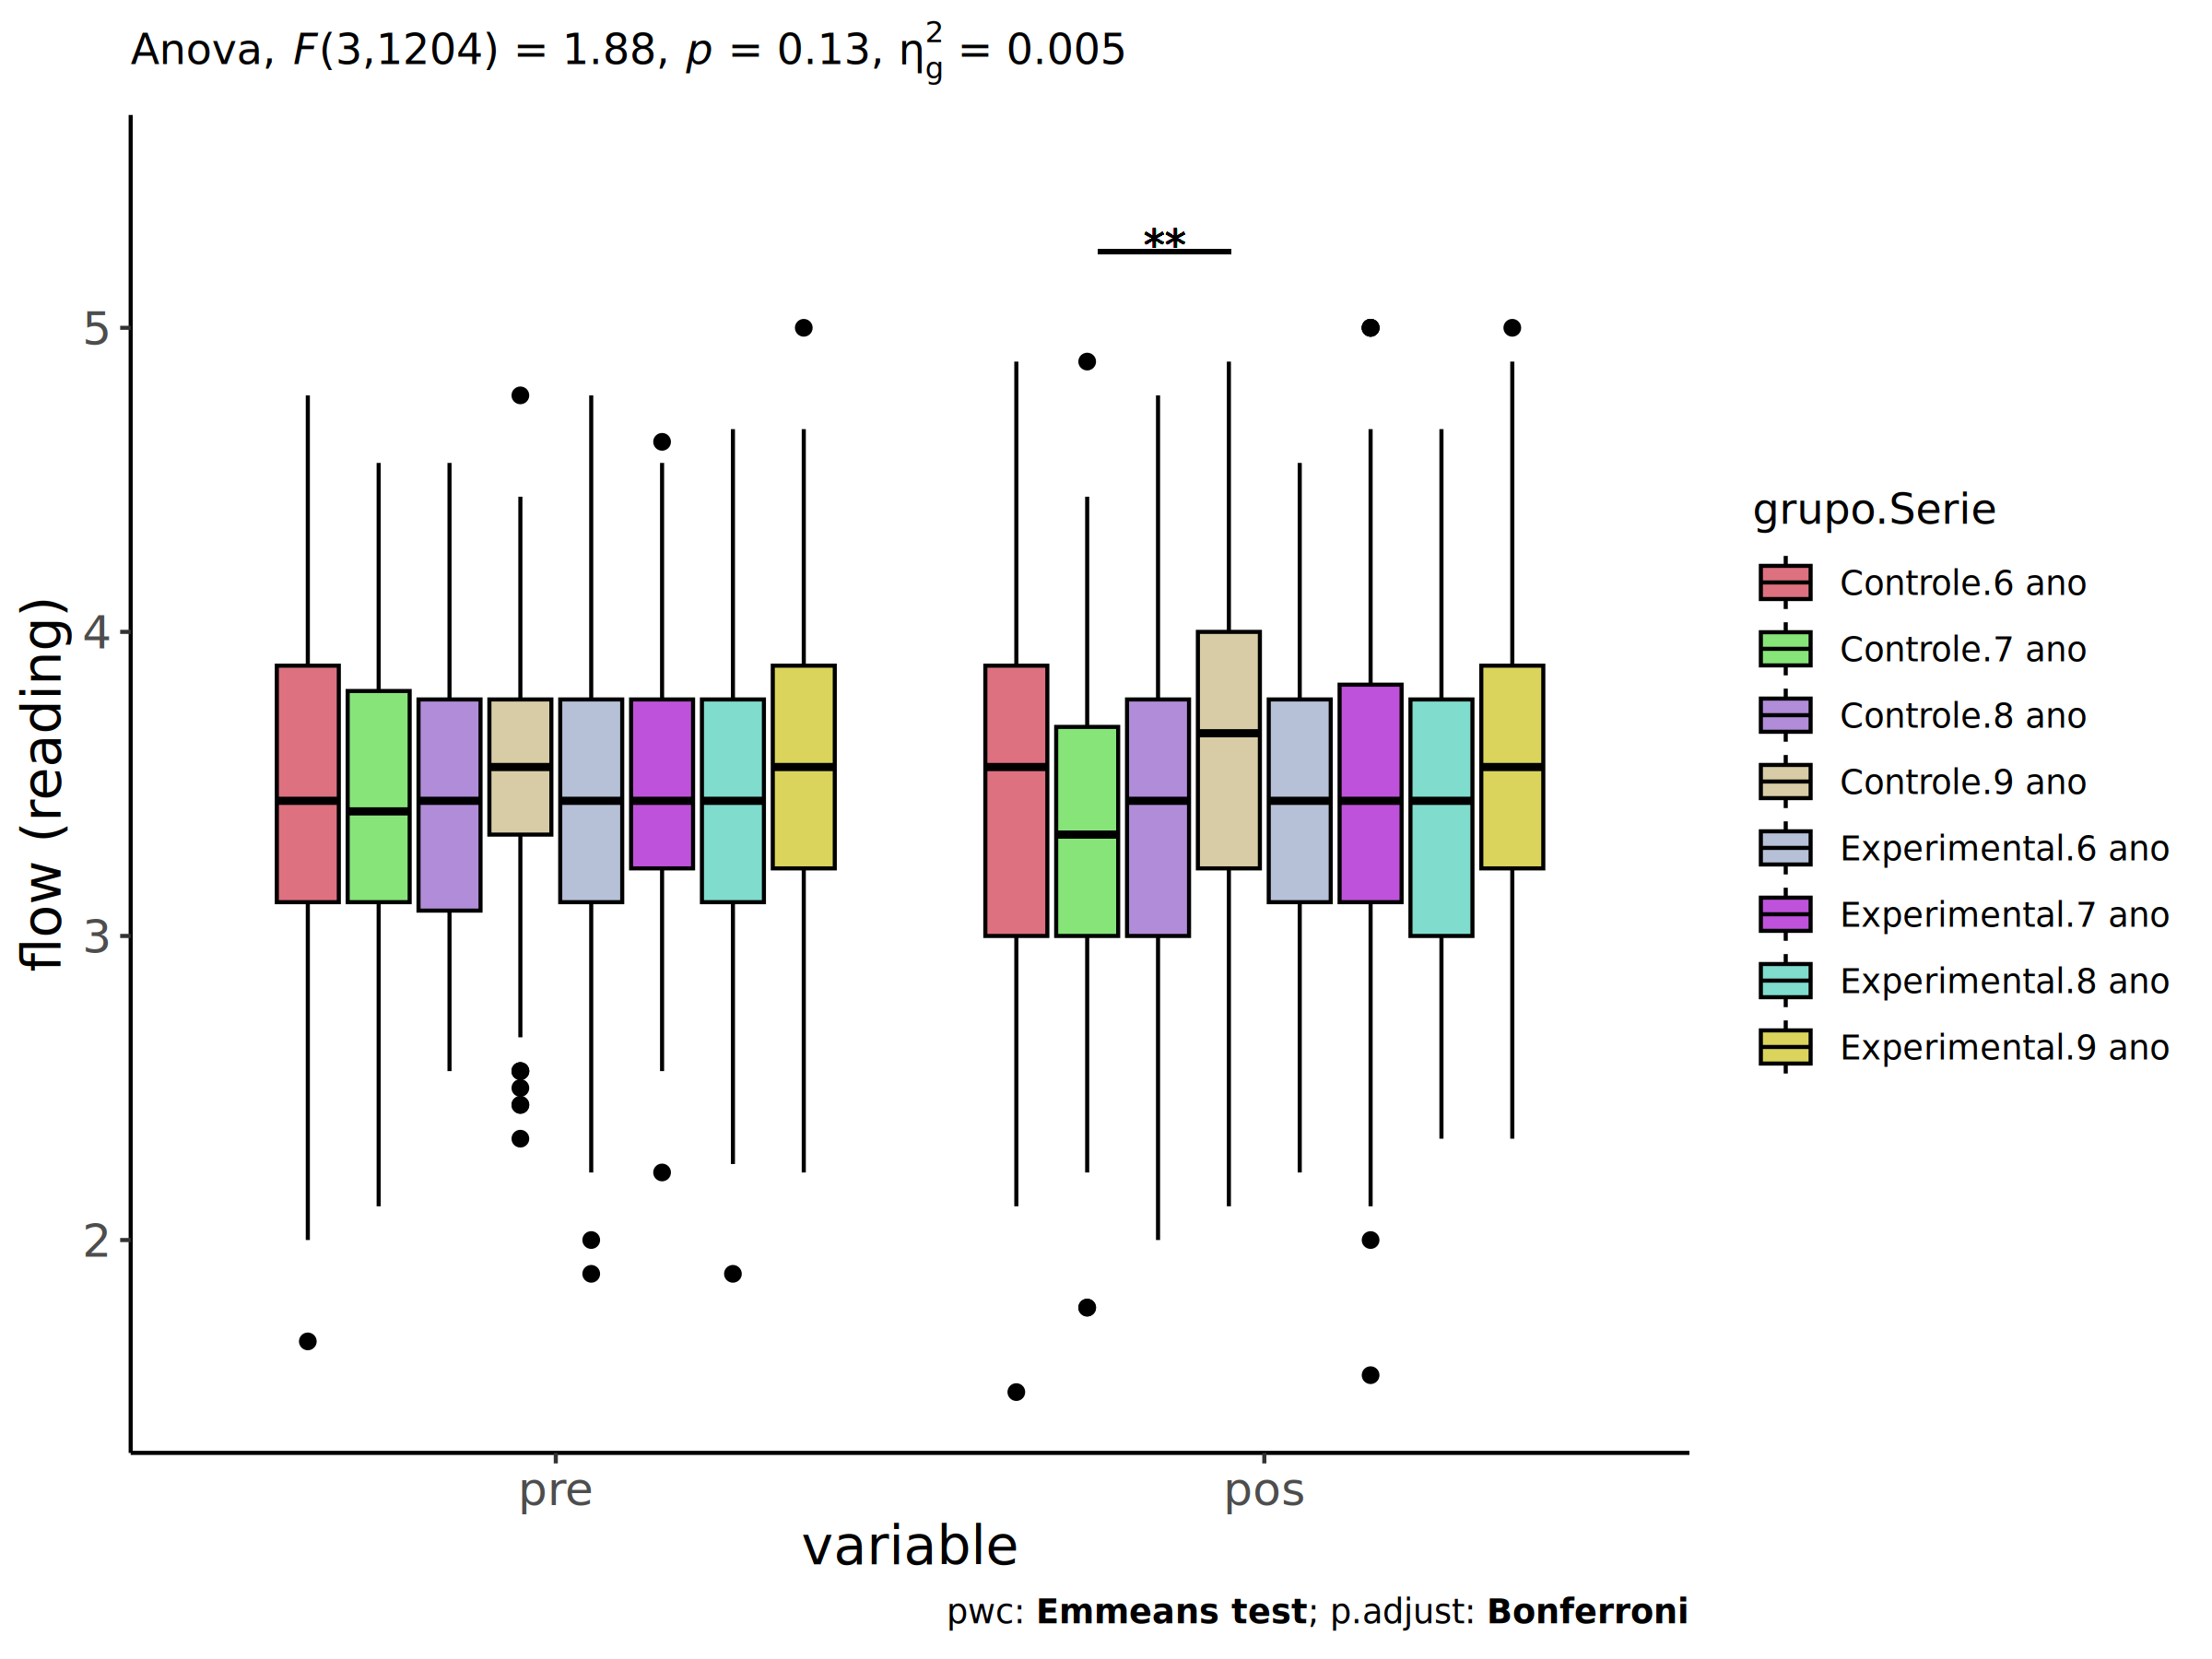 Anova, F(3,1204) = 1.88, p = 0.13, η²g = 0.005
**
5
4
3
2
flow (reading)
pre pos
variable
pwc: Emmeans test; p.adjust: Bonferroni
grupo.Serie
Controle.6 ano
Controle.7 ano
Controle.8 ano
Controle.9 ano
Experimental.6 ano
Experimental.7 ano
Experimental.8 ano
Experimental.9 ano